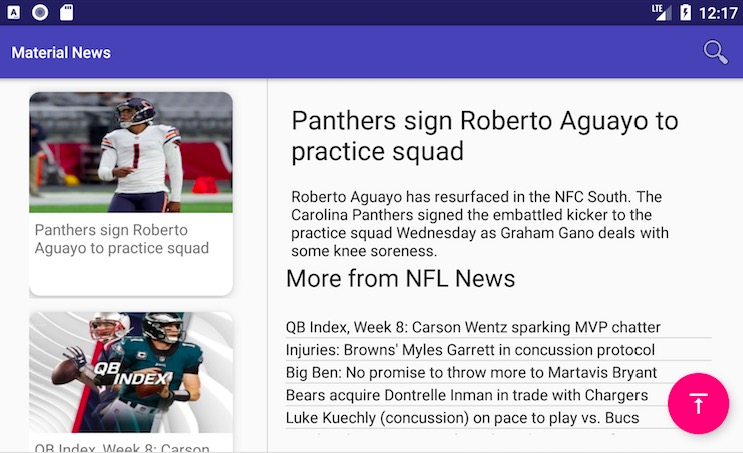 LTE 12:17
Material News
Panthers sign Roberto
Aguayo to practice squad
QB
INDEX
QB Index, Week 8: Carson
Panthers sign Roberto Aguayo to
practice squad
Roberto Aguayo has resurfaced in the NFC South. The
Carolina Panthers signed the embattled kicker to the
practice squad Wednesday as Graham Gano deals with
some knee soreness.
More from NFL News
QB Index, Week 8: Carson Wentz sparking MVP chatter
Injuries: Browns' Myles Garrett in concussion protocol
Big Ben: No promise to throw more to Martavis Bryant
Bears acquire Dontrelle Inman in trade with Chargers
Luke Kuechly (concussion) on pace to play vs. Bucs